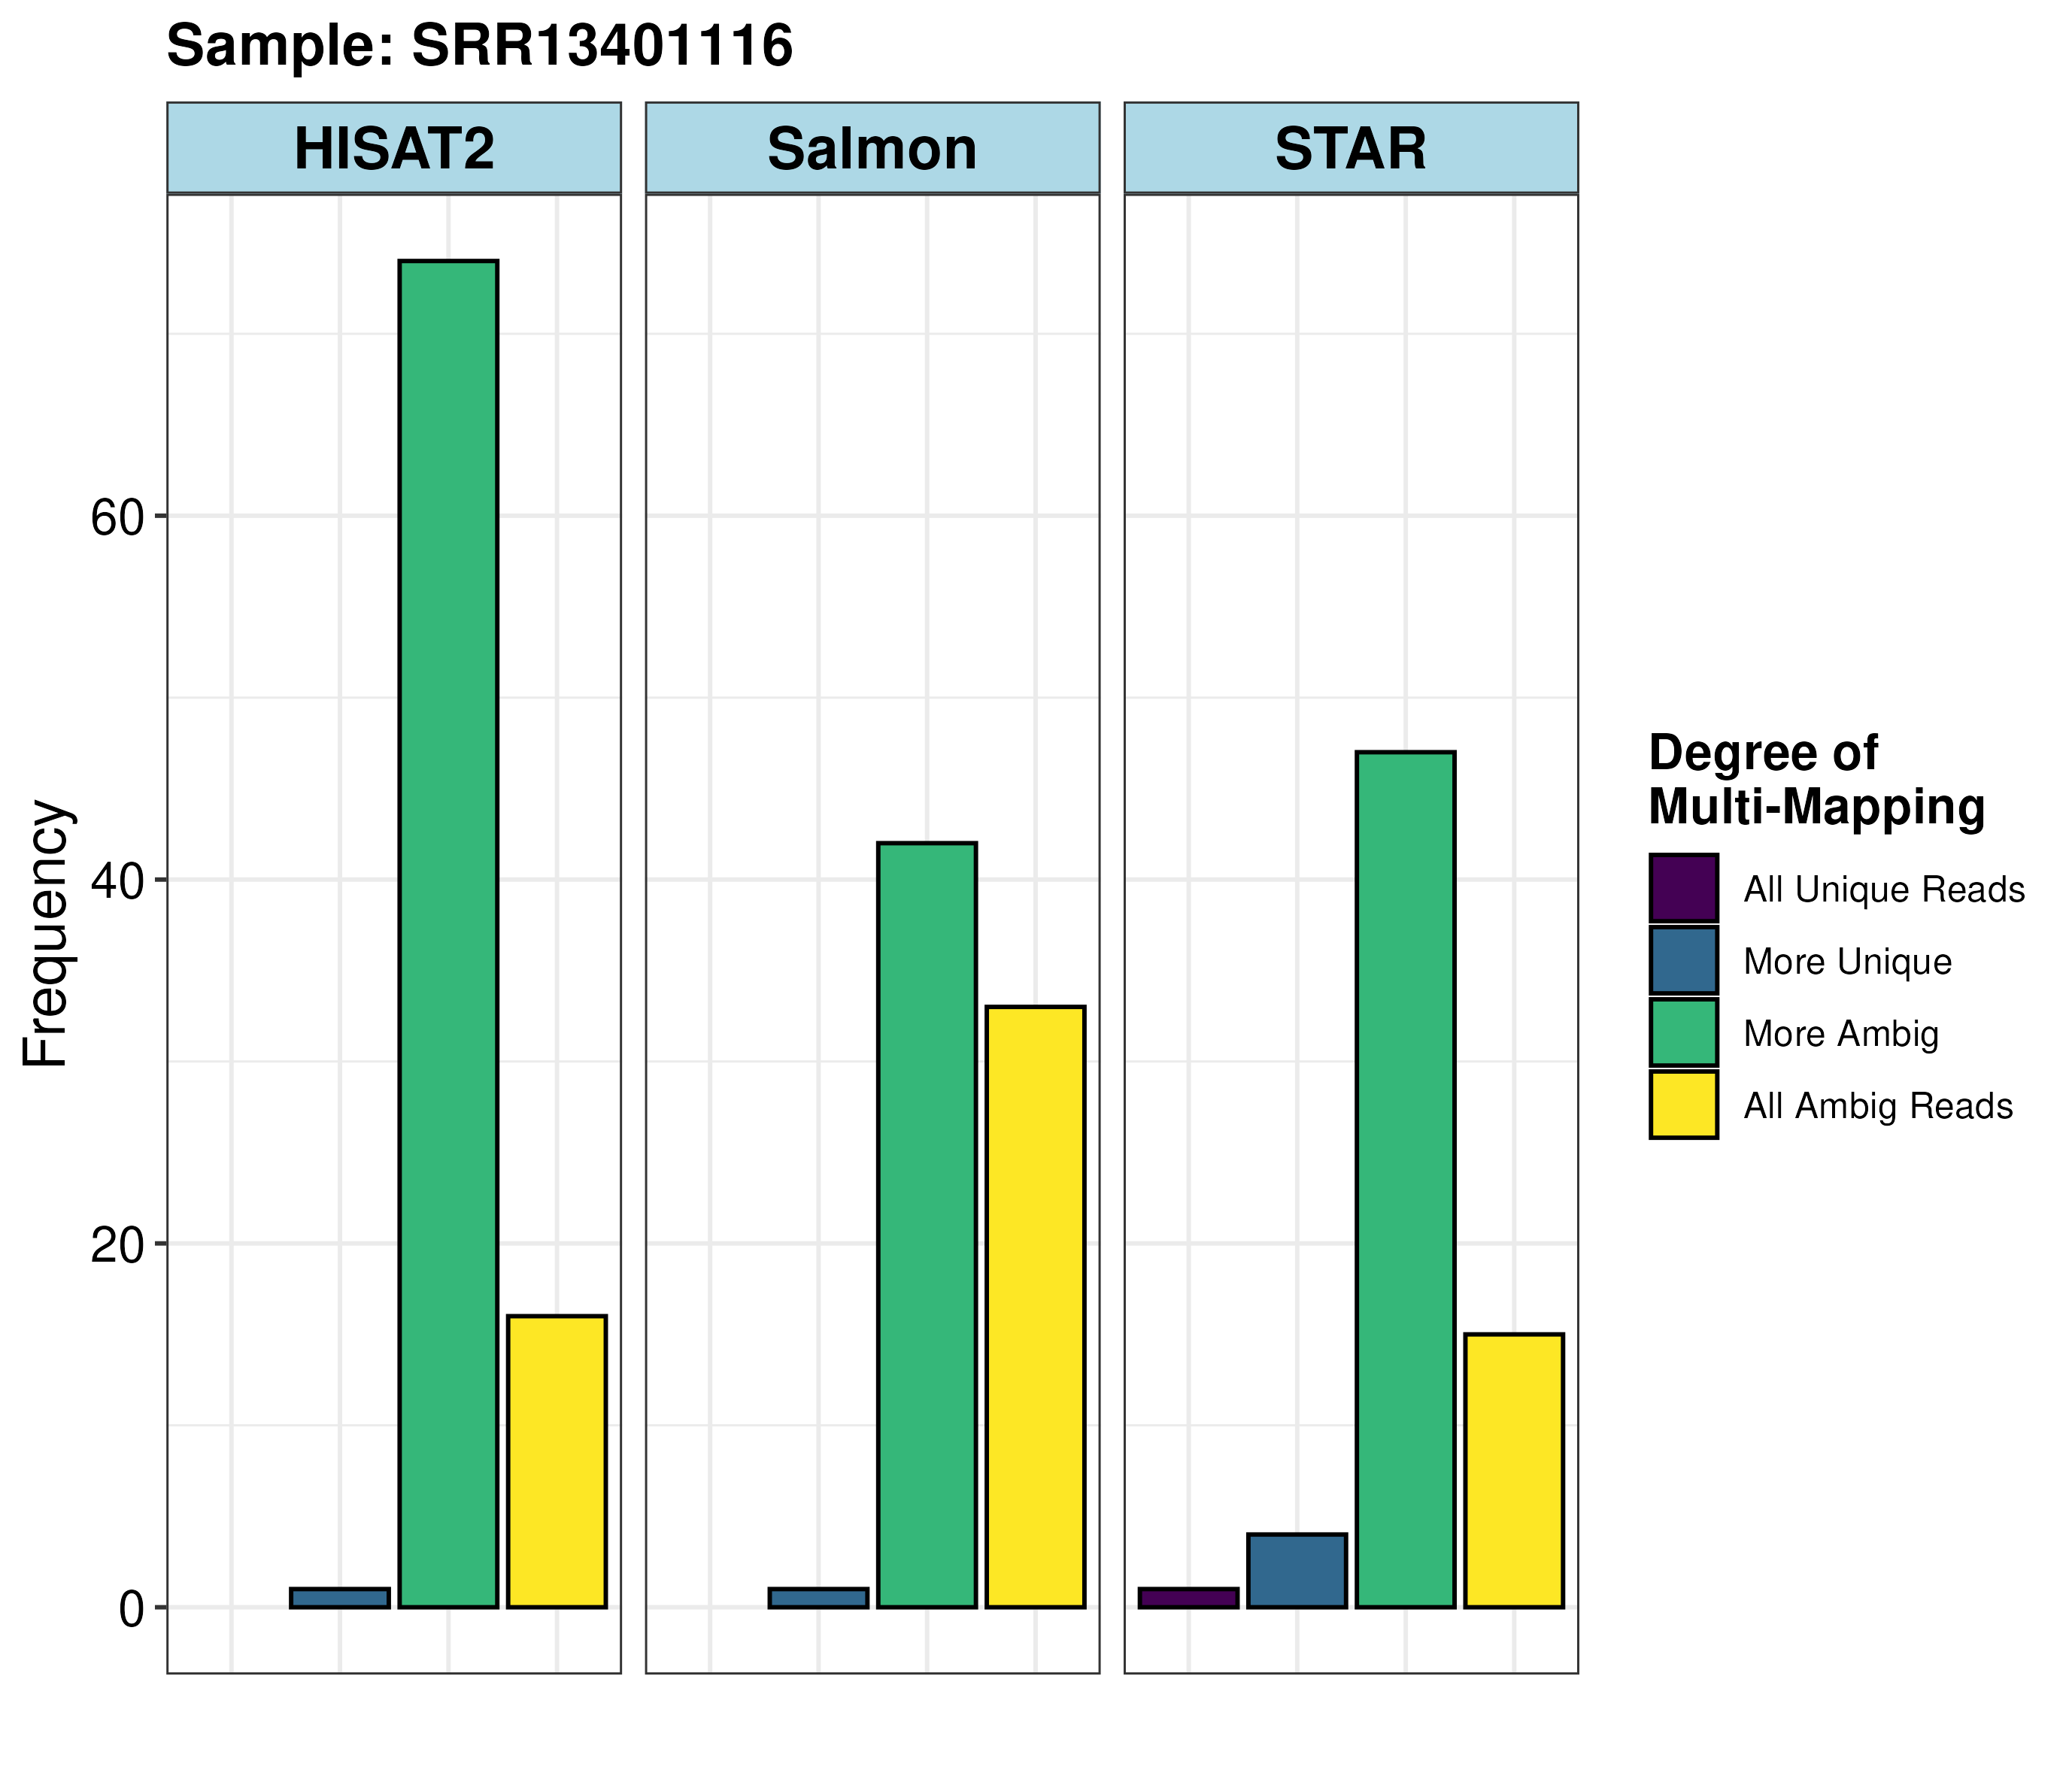 Sample: SRR13401116
HISAT2
Salmon
STAR
Frequency
60
40
20
0
Degree of
Multi-Mapping
All Unique Reads
More Unique
More Ambig
All Ambig Reads